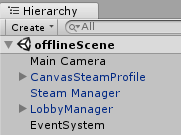 Hierarchy
Create All
offlineScene
Main Camera
CanvasSteamProfile
Steam Manager
LobbyManager
EventSystem